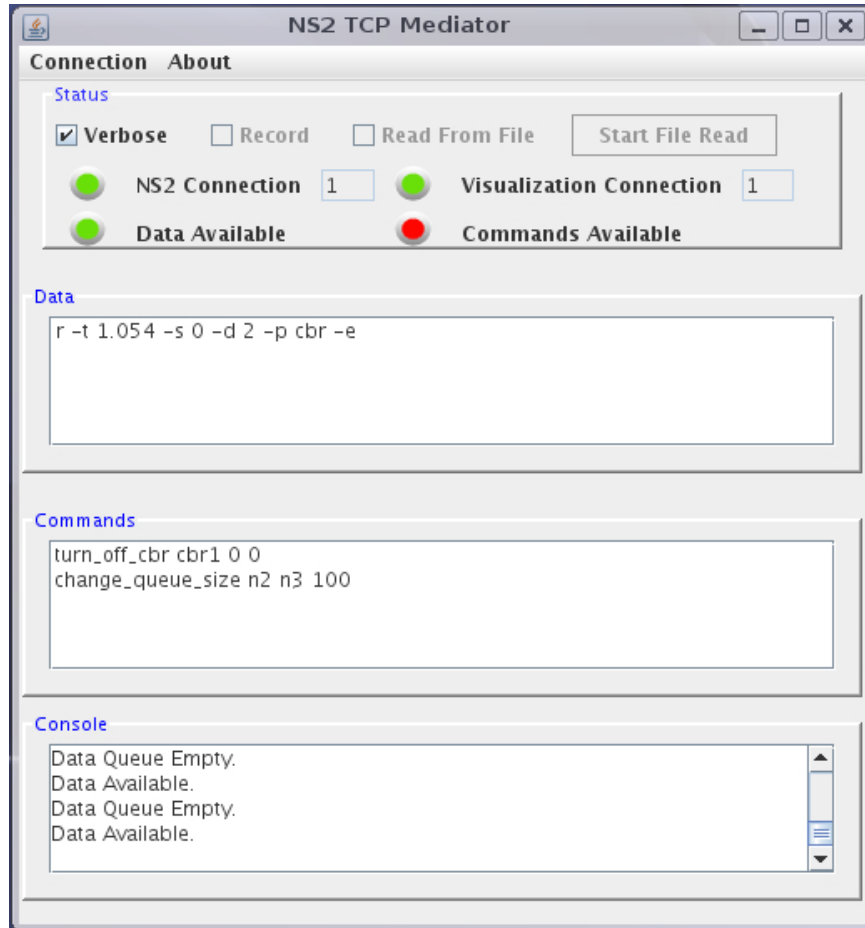 NS2 TCP Mediator
Connection About
Status
Verbose Record Read From File Start File Read
NS2 Connection 1 Visualization Connection 1
Data Available Commands Available
Data
r -t 1.054 -s 0 -d 2 -p cbr -e
Commands
turn_off_cbr cbr1 0 0
change_queue_size n2 n3 100
Console
Data Queue Empty.
Data Available.
Data Queue Empty.
Data Available.